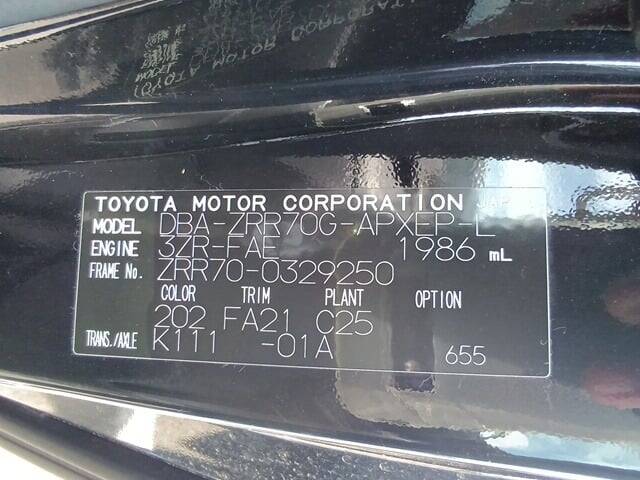 TOYOTA MOTOR CORPORATION JAPAN
MODEL DBA-ZRR70G-APXEP-L
ENGINE 3ZR-FAE 1986 mL
FRAME No. ZRR70-0329250
COLOR TRIM PLANT OPTION
202 FA21 C25
TRANS./AXLE K111 -01A 655